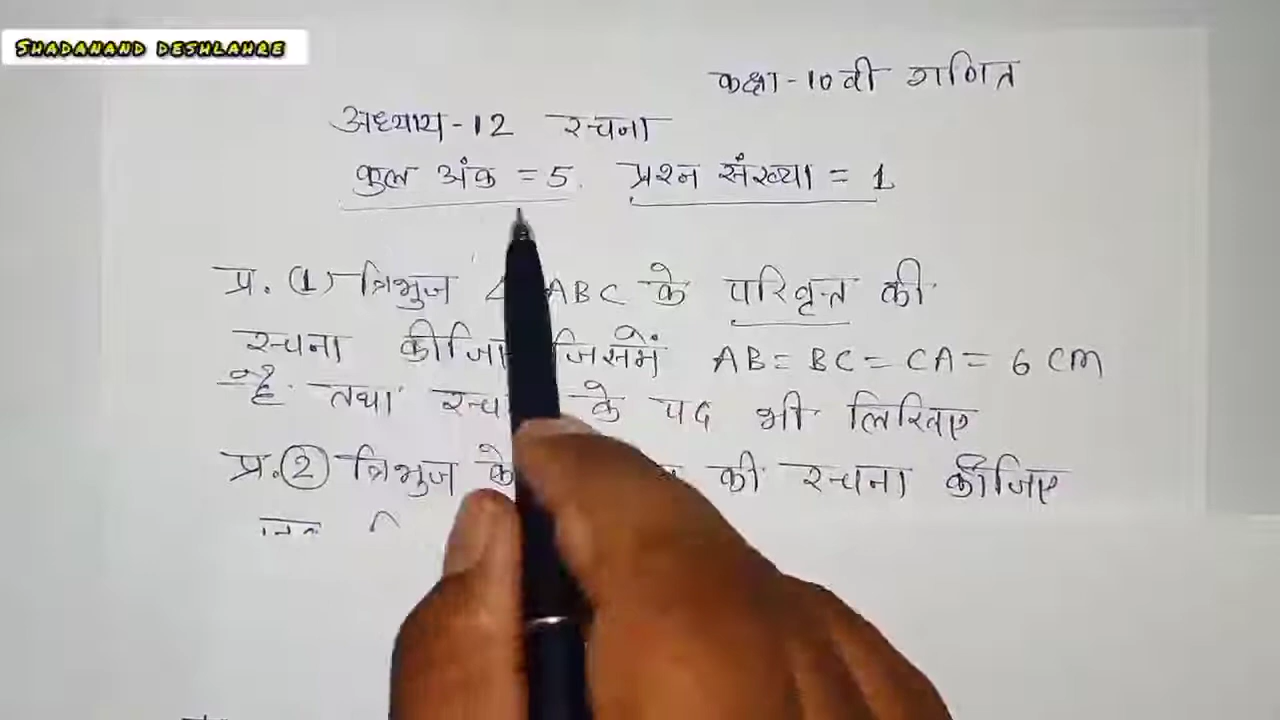 SHADANAND DESHLAHRE
कक्षा-10वी गणित
अध्याय-12 रचना
कुल अंक = 5. प्रश्न संख्या = 1
प्र. (1) त्रिभुज ABC के परिवृत्त की
रचना जिसमें AB = BC = CA = 6 CM
है. तथा के पद भी लिखिए
प्र.(2) त्रिभुज के की रचना कीजिए